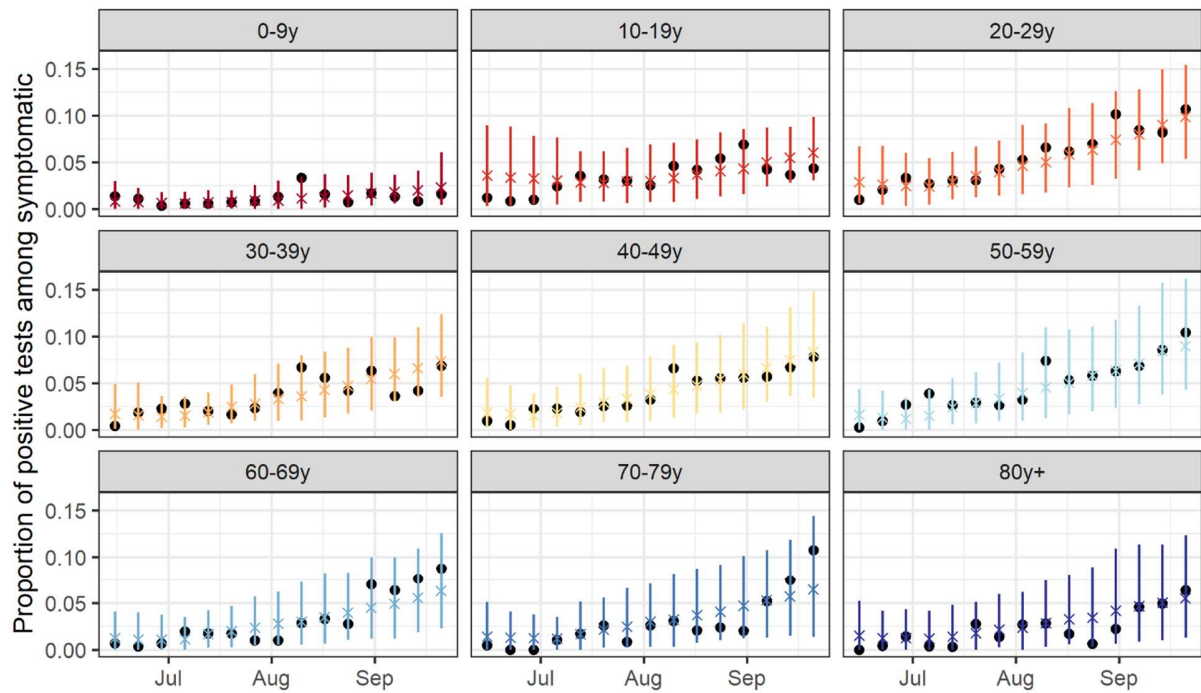 0-9y
10-19y
20-29y
0.15
0.10
0.05
0.00
30-39y
40-49y
50-59y
0.15
0.10
0.05
0.00
60-69y
70-79y
80y+
0.15
0.10
0.05
0.00
Jul Aug Sep
Jul Aug Sep
Jul Aug Sep
Proportion of positive tests among symptomatic